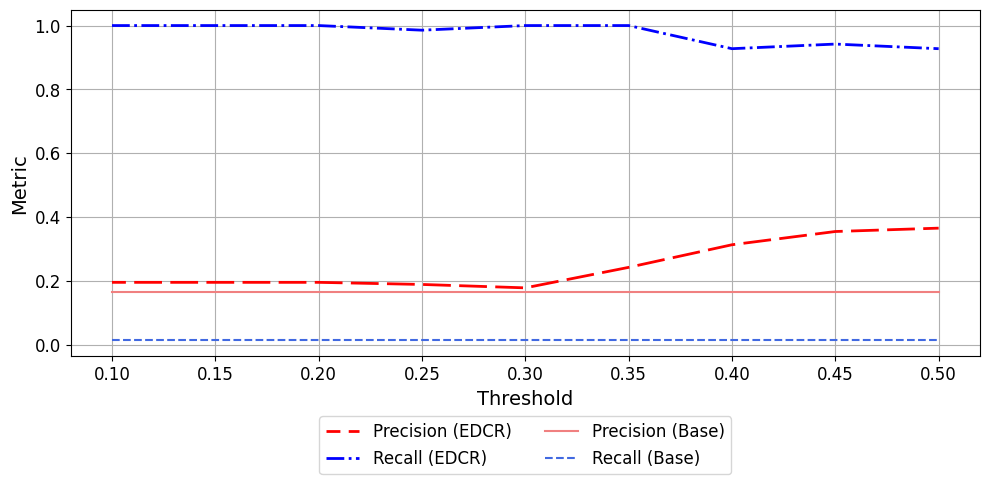 1.0
0.8
0.6
0.4
0.2
0.0
Metric
0.10 0.15 0.20 0.25 0.30 0.35 0.40 0.45 0.50
Threshold
Precision (EDCR) Precision (Base)
Recall (EDCR) Recall (Base)